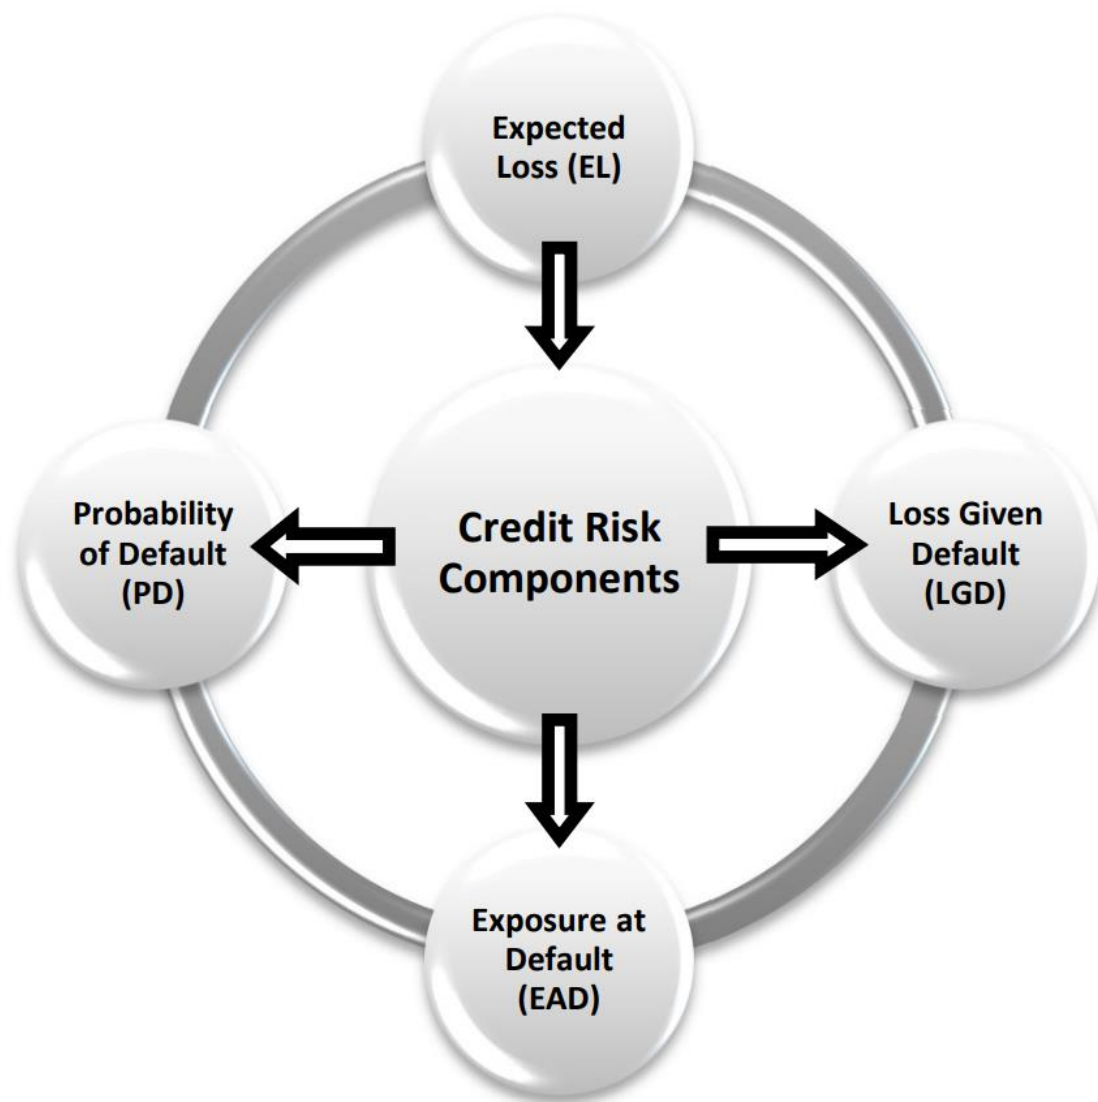 Expected
Loss (EL)
Probability
of Default
(PD)
Credit Risk
Components
Loss Given
Default
(LGD)
Exposure at
Default
(EAD)